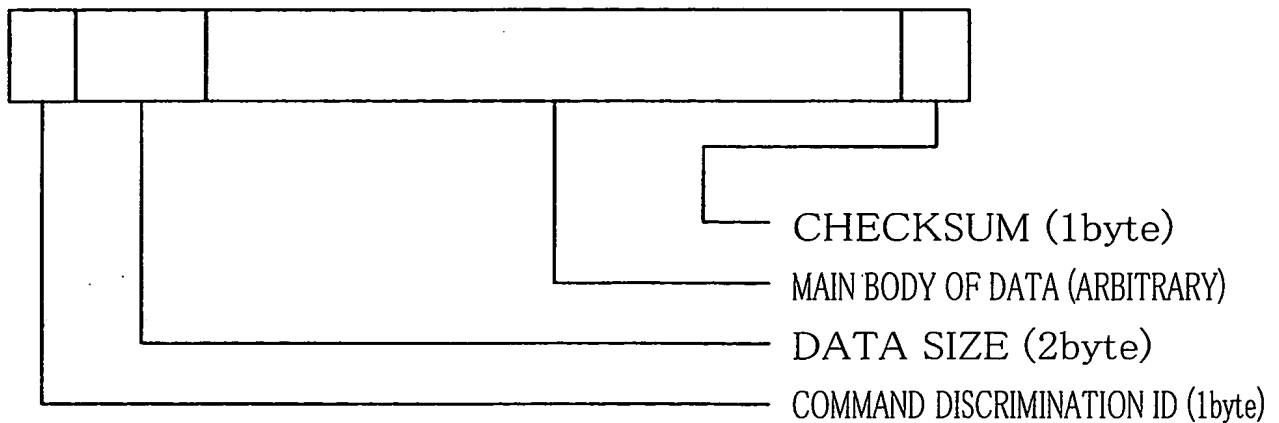 CHECKSUM (1byte)
MAIN BODY OF DATA (ARBITRARY)
DATA SIZE (2byte)
COMMAND DISCRIMINATION ID (1byte)